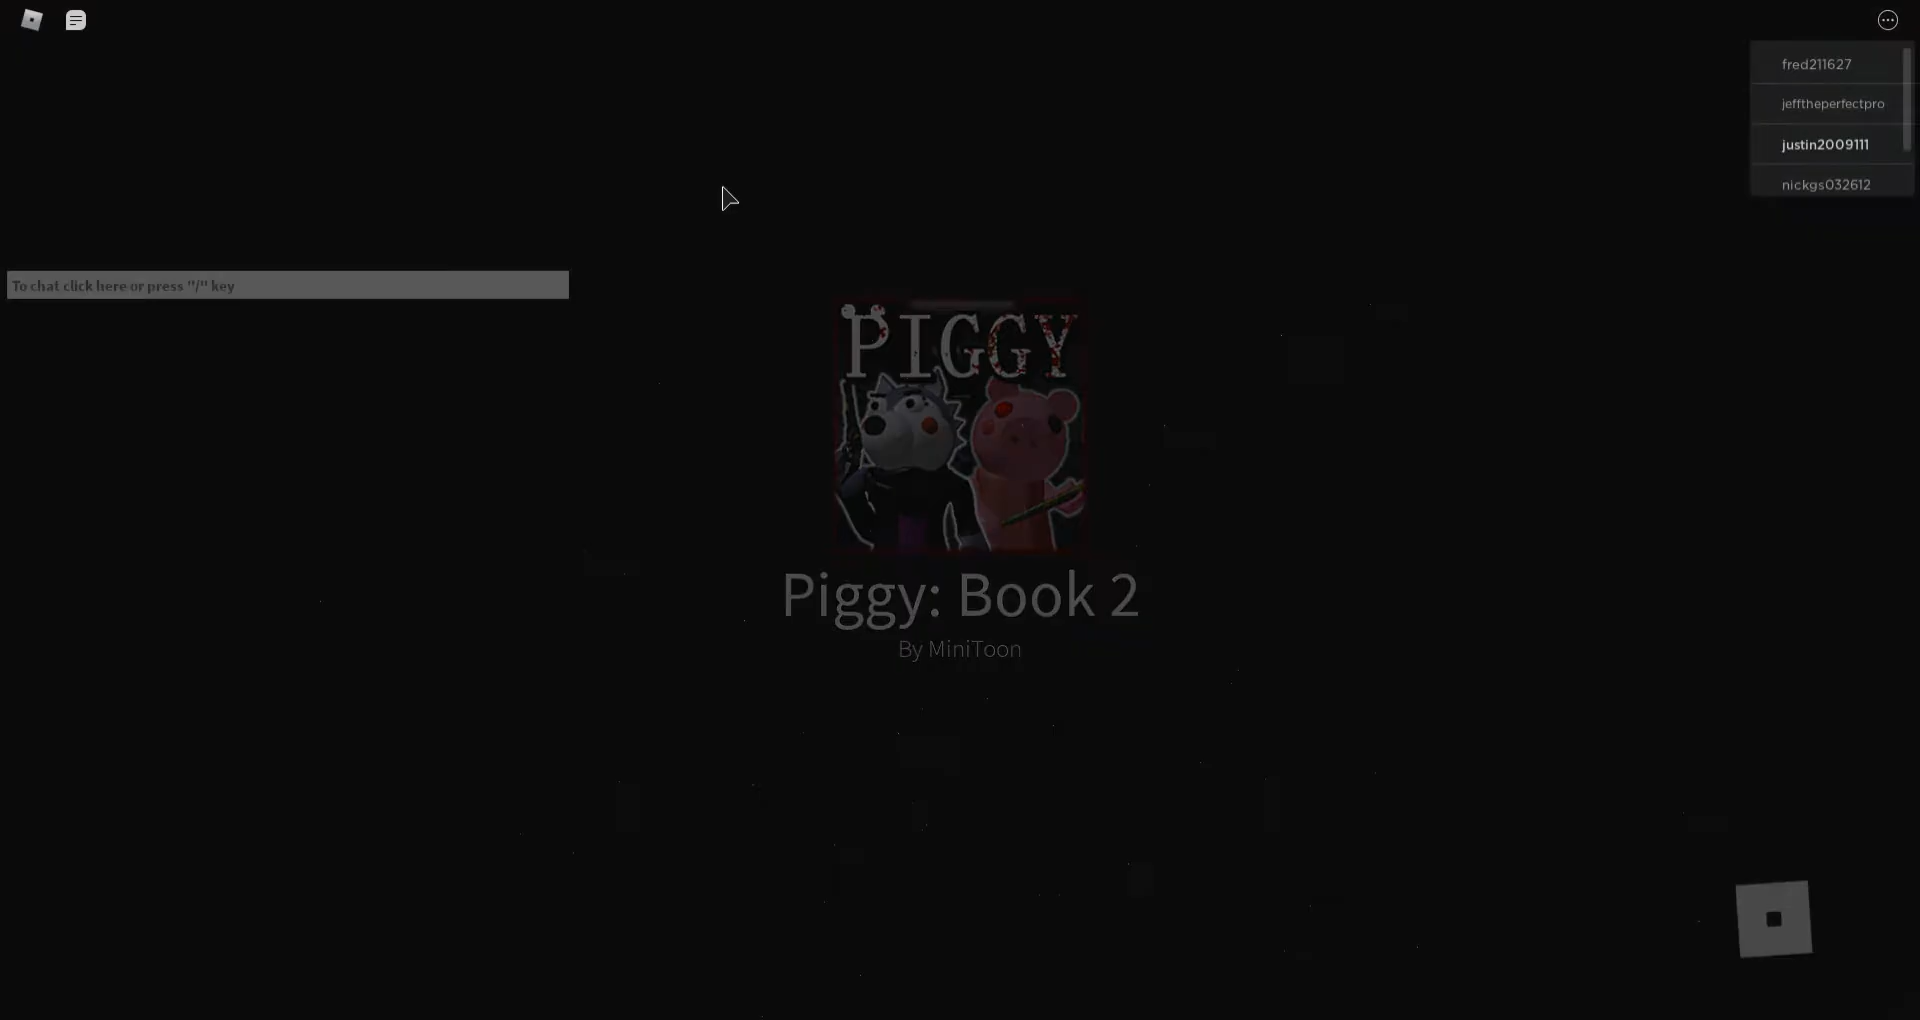 fred211627
jefftheperfectpro
justin2009111
nickgs032612
To chat click here or press "/" key
PIGGY
Piggy: Book 2
By MiniToon